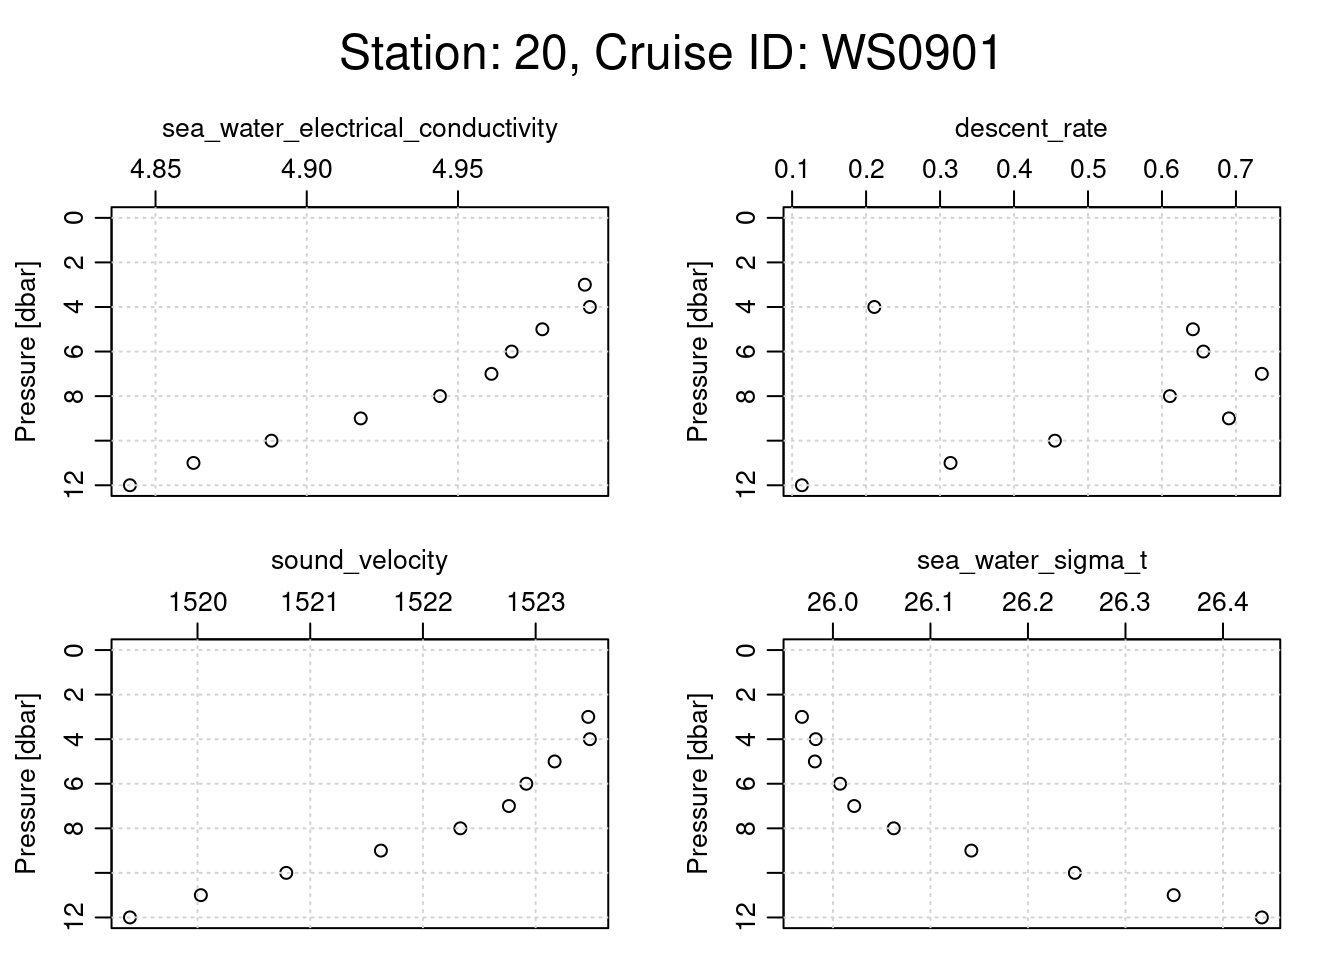 Station: 20, Cruise ID: WS0901
sea_water_electrical_conductivity
4.85 4.90 4.95
Pressure [dbar]
0
2
4
6
8
12
descent_rate
0.1 0.2 0.3 0.4 0.5 0.6 0.7
Pressure [dbar]
0
2
4
6
8
12
sound_velocity
1520 1521 1522 1523
Pressure [dbar]
0
2
4
6
8
12
sea_water_sigma_t
26.0 26.1 26.2 26.3 26.4
Pressure [dbar]
0
2
4
6
8
12